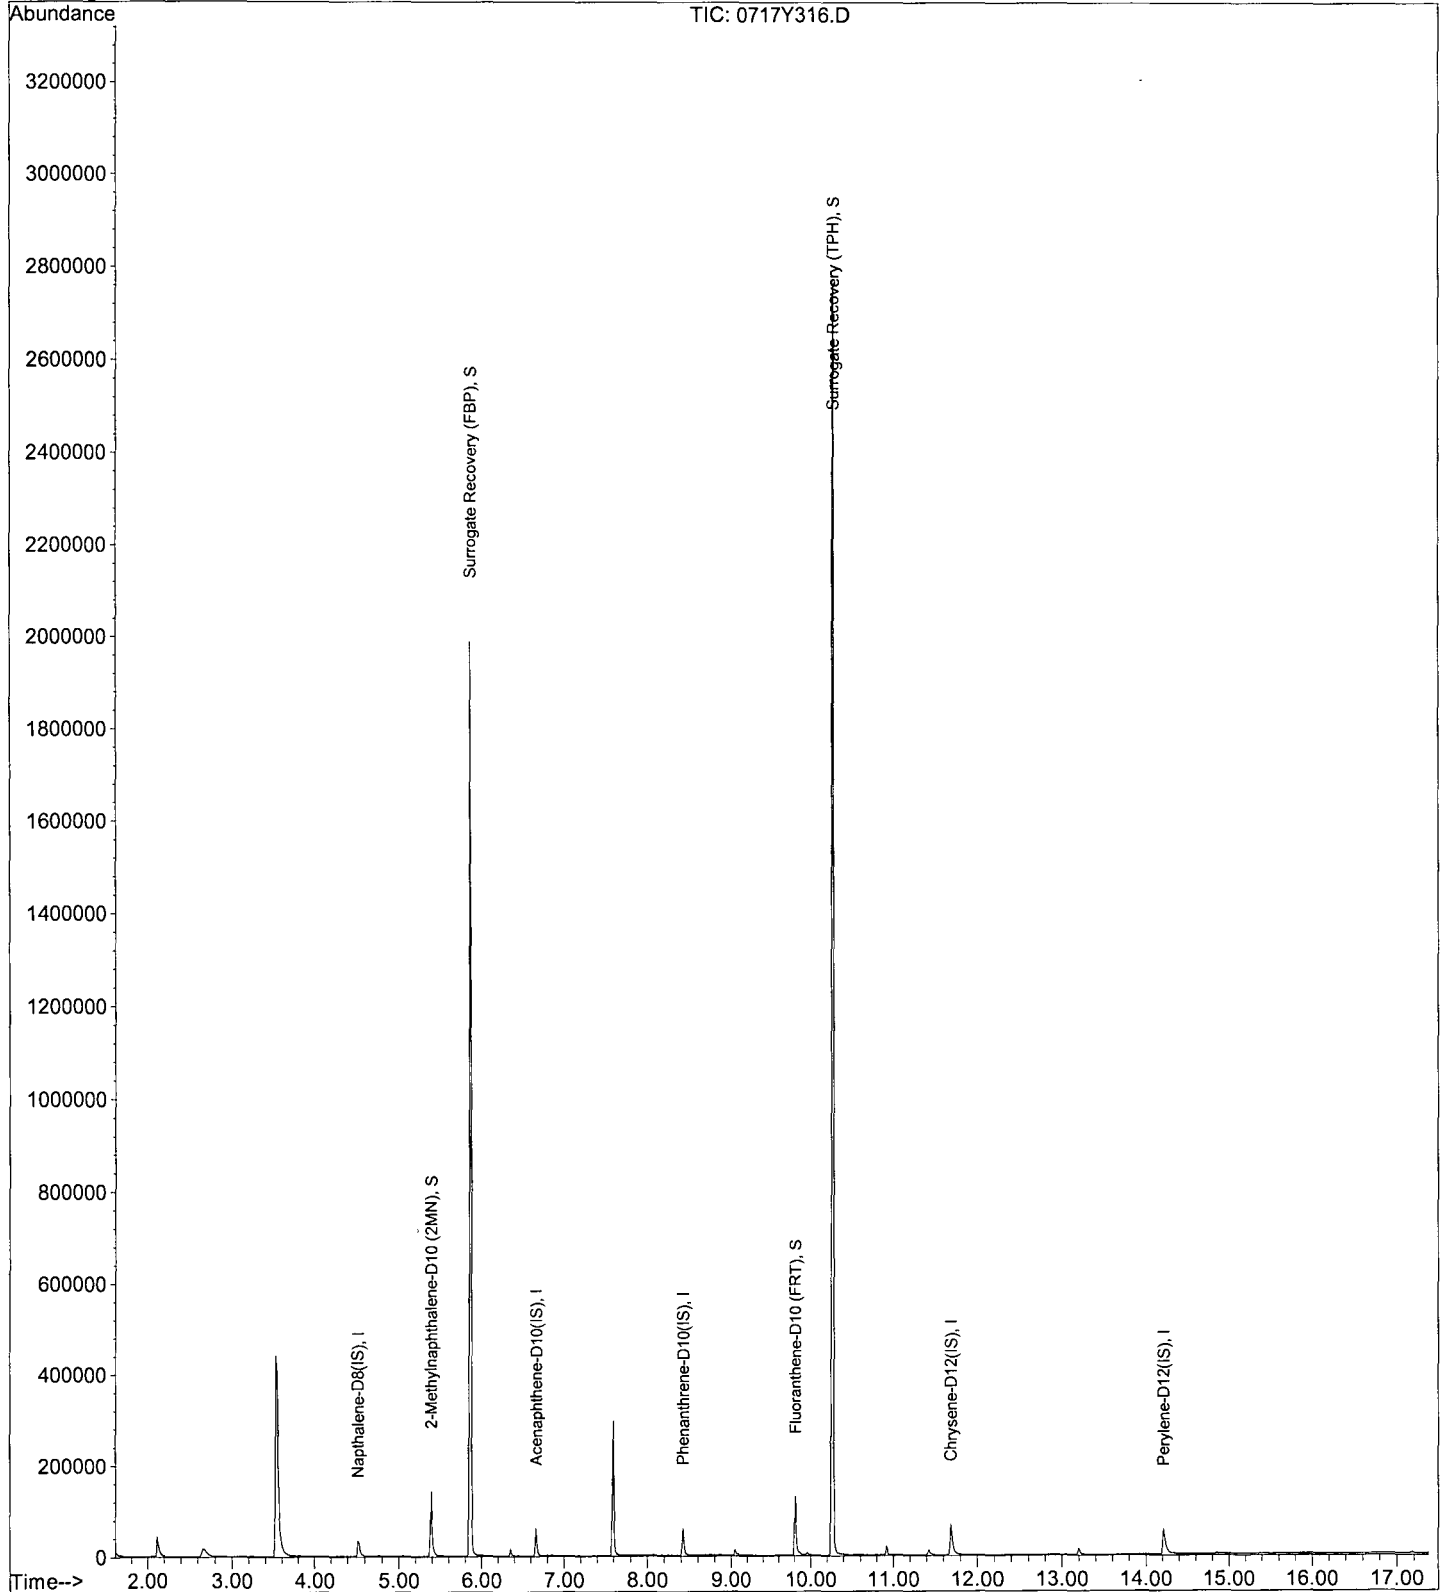 Abundance
TIC: 0717Y316.D
3200000
3000000
2800000
2600000
2400000
2200000
2000000
1800000
1600000
1400000
1200000
1000000
800000
600000
400000
200000
0
Napthalene-D8(IS), I
2-Methylnaphthalene-D10 (2MN), S
Surrogate Recovery (FBP), S
Acenaphthene-D10(IS), I
Phenanthrene-D10(IS), I
Fluoranthene-D10 (FRT), S
Surrogate Recovery (TPH), S
Chrysene-D12(IS), I
Perylene-D12(IS), I
Time--> 2.00 3.00 4.00 5.00 6.00 7.00 8.00 9.00 10.00 11.00 12.00 13.00 14.00 15.00 16.00 17.00